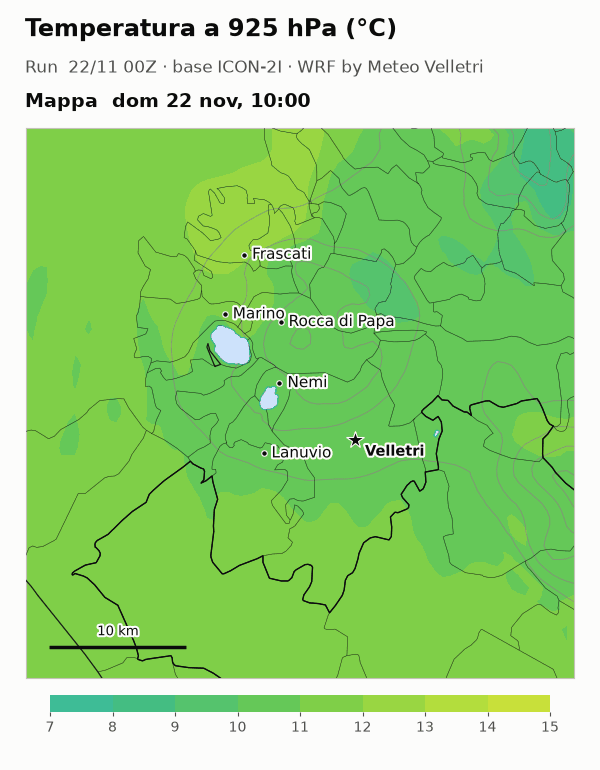 Temperatura a 925 hPa (°C)
Run  22/11 00Z · base ICON-2I · WRF by Meteo Velletri
Mappa  dom 22 nov, 10:00
Frascati
Marino
Rocca di Papa
Nemi
Velletri
Lanuvio
10 km
7 8 9 10 11 12 13 14 15